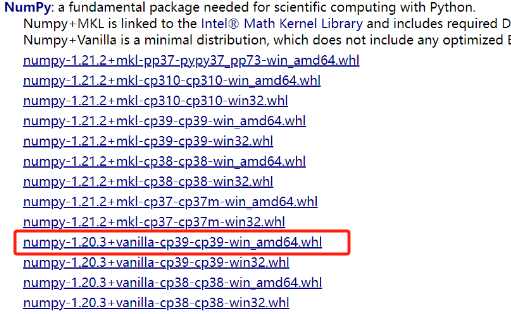 NumPy: a fundamental package needed for scientific computing with Python.
Numpy+MKL is linked to the Intel® Math Kernel Library and includes required D
Numpy+Vanilla is a minimal distribution, which does not include any optimized
numpy-1.21.2+mkl-pp37-pypy37_pp73-win_amd64.whl
numpy-1.21.2+mkl-cp310-cp310-win_amd64.whl
numpy-1.21.2+mkl-cp310-cp310-win32.whl
numpy-1.21.2+mkl-cp39-cp39-win_amd64.whl
numpy-1.21.2+mkl-cp39-cp39-win32.whl
numpy-1.21.2+mkl-cp38-cp38-win_amd64.whl
numpy-1.21.2+mkl-cp38-cp38-win32.whl
numpy-1.21.2+mkl-cp37-cp37m-win_amd64.whl
numpy-1.21.2+mkl-cp37-cp37m-win32.whl
numpy-1.20.3+vanilla-cp39-cp39-win_amd64.whl
numpy-1.20.3+vanilla-cp39-cp39-win32.whl
numpy-1.20.3+vanilla-cp38-cp38-win_amd64.whl
numpy-1.20.3+vanilla-cp38-cp38-win32.whl